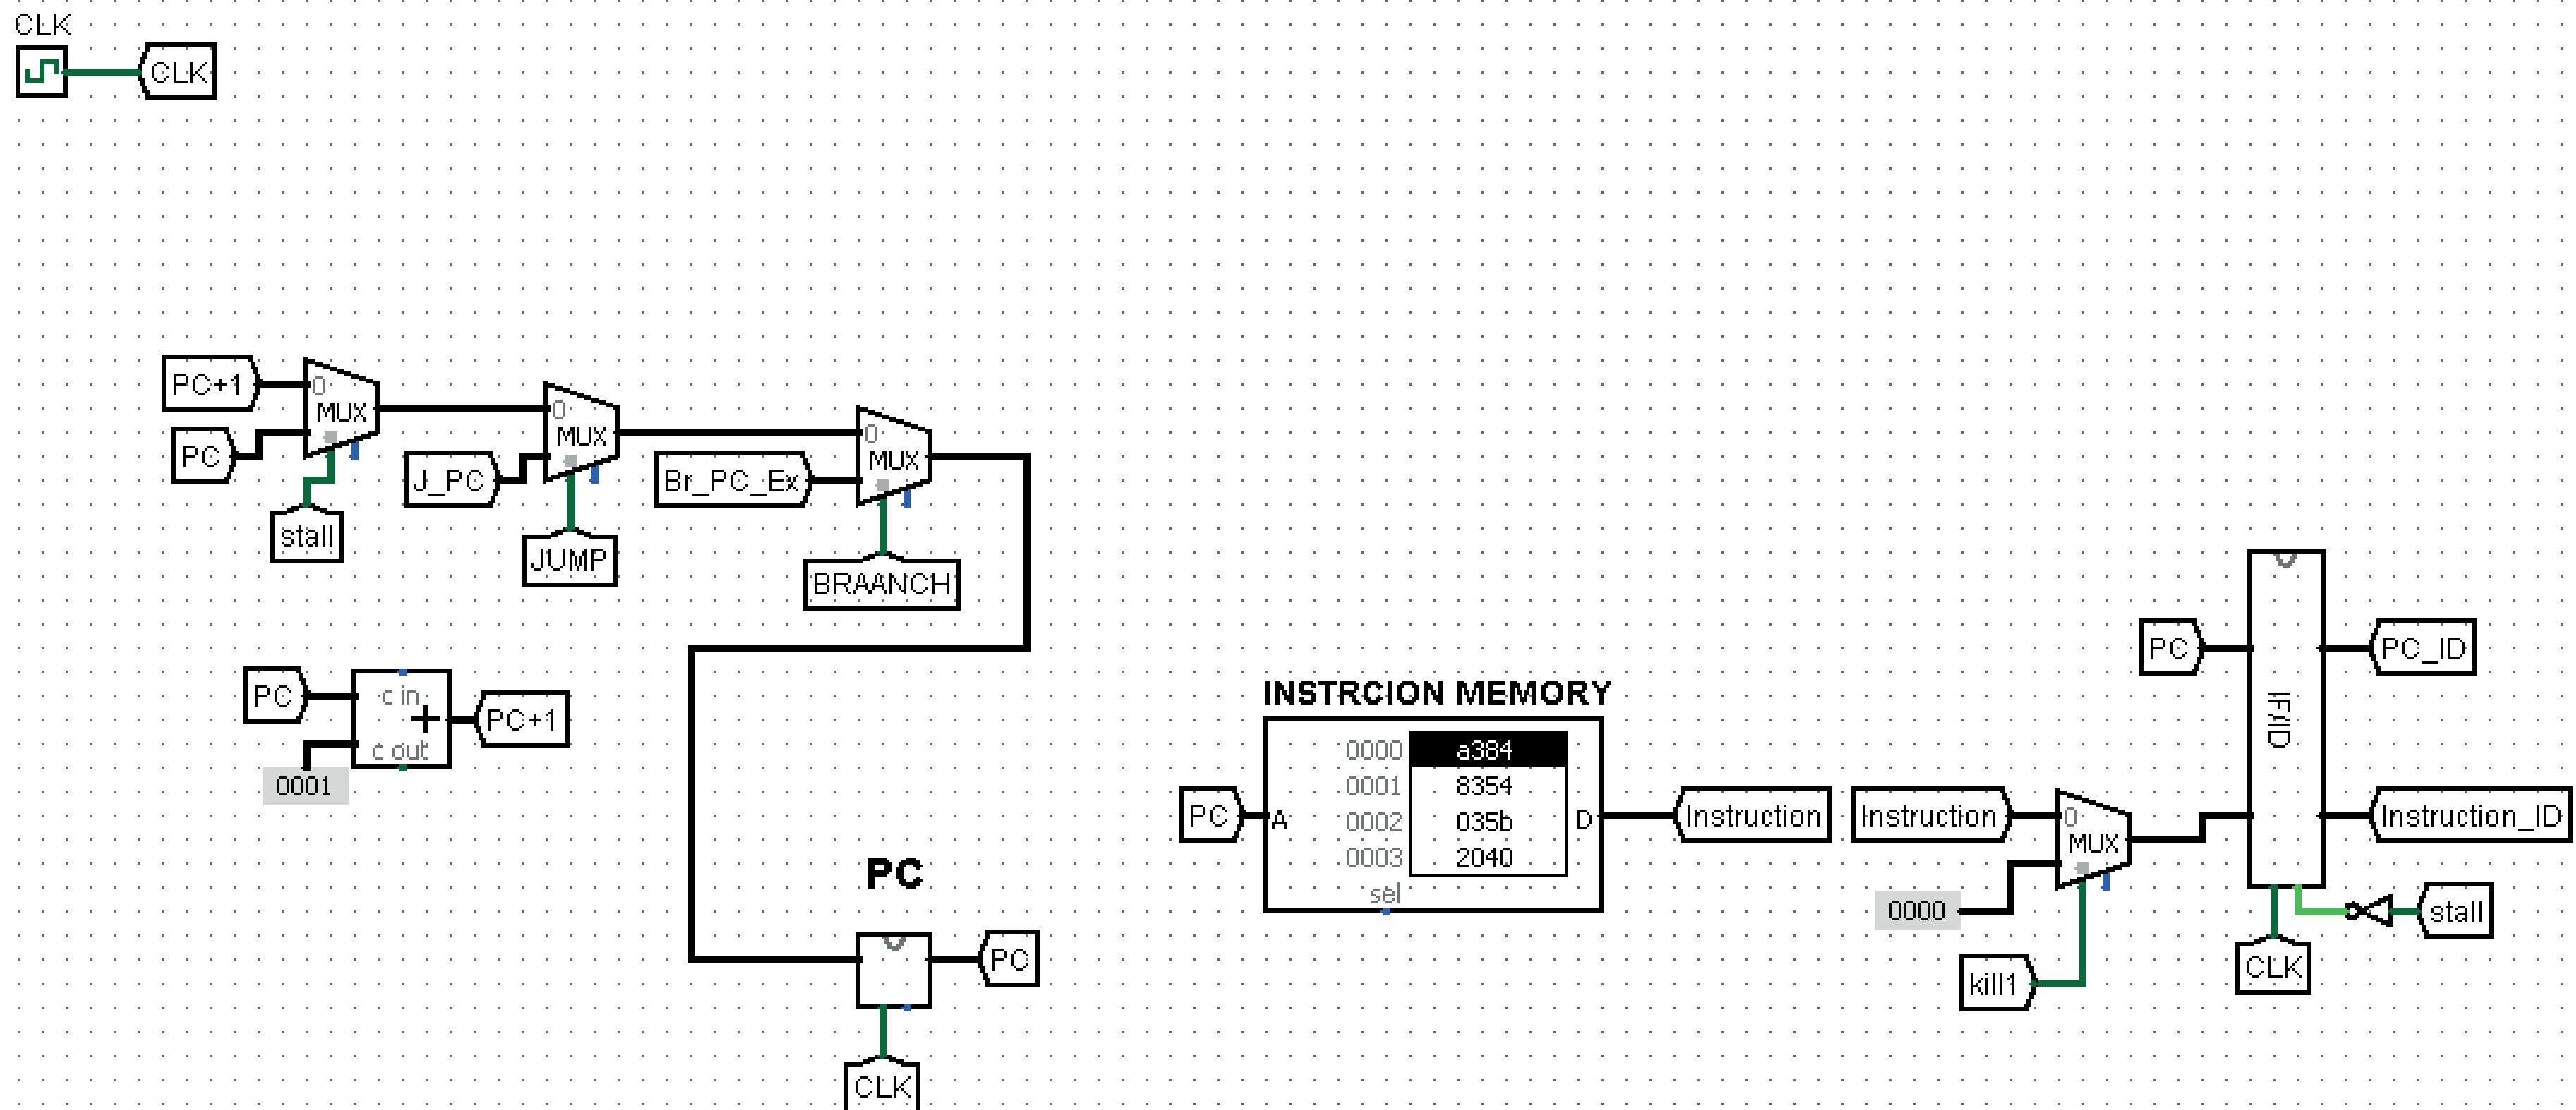 CLK
CLK
PC+1
0
MUX
PC
stall
0
MUX
J_PC
JUMP
0
MUX
Br_PC_Ex
BRAANCH
PC
c in
+
c out
PC+1
0001
PC
PC
CLK
INSTRCION MEMORY
PC
A
0000 a384
0001 8354
0002 035b
0003 2040
sel
D
Instruction
Instruction
0
MUX
0000
kill1
PC
IF/ID
PC_ID
Instruction_ID
stall
CLK